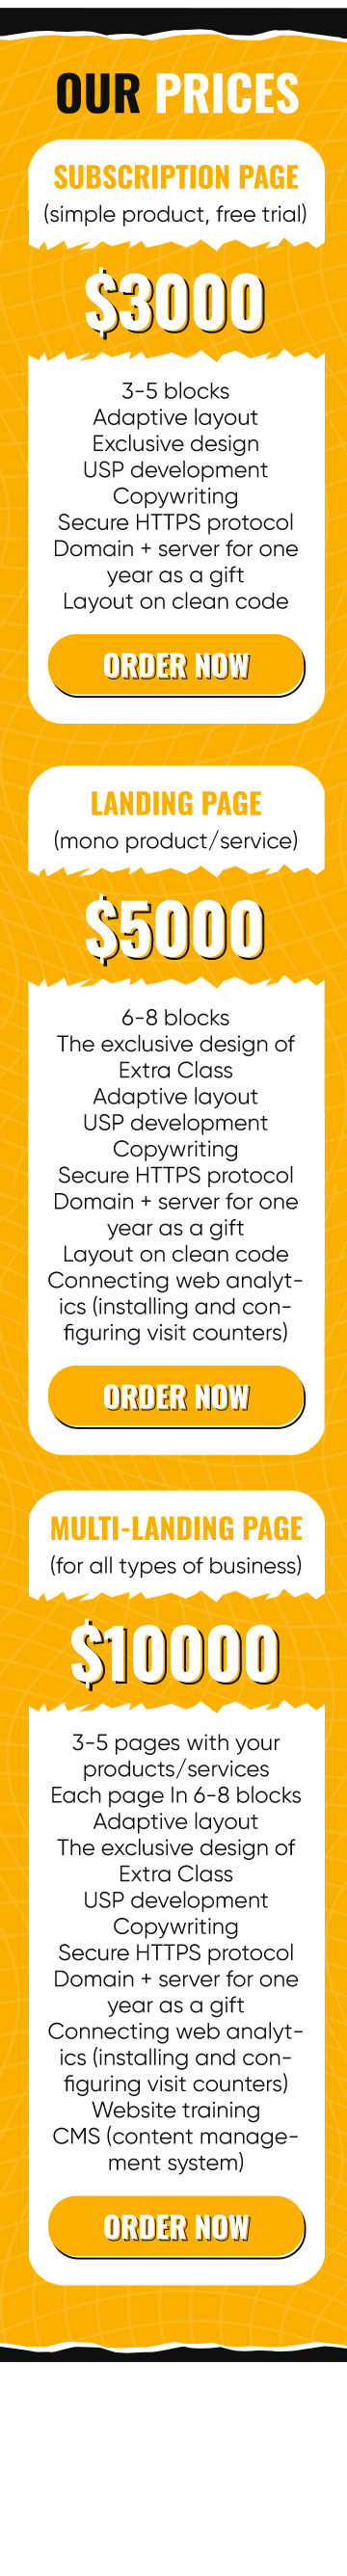 OUR PRICES
SUBSCRIPTION PAGE
(simple product, free trial)
$3000
3-5 blocks
Adaptive layout
Exclusive design
USP development
Copywriting
Secure HTTPS protocol
Domain + server for one
year as a gift
Layout on clean code
ORDER NOW
LANDING PAGE
(mono product/service)
$5000
6-8 blocks
The exclusive design of
Extra Class
Adaptive layout
USP development
Copywriting
Secure HTTPS protocol
Domain + server for one
year as a gift
Layout on clean code
Connecting web analyt-
ics (installing and con-
figuring visit counters)
ORDER NOW
MULTI-LANDING PAGE
(for all types of business)
$10000
3-5 pages with your
products/services
Each page In 6-8 blocks
Adaptive layout
The exclusive design of
Extra Class
USP development
Copywriting
Secure HTTPS protocol
Domain + server for one
year as a gift
Connecting web analyt-
ics (installing and con-
figuring visit counters)
Website training
CMS (content manage-
ment system)
ORDER NOW